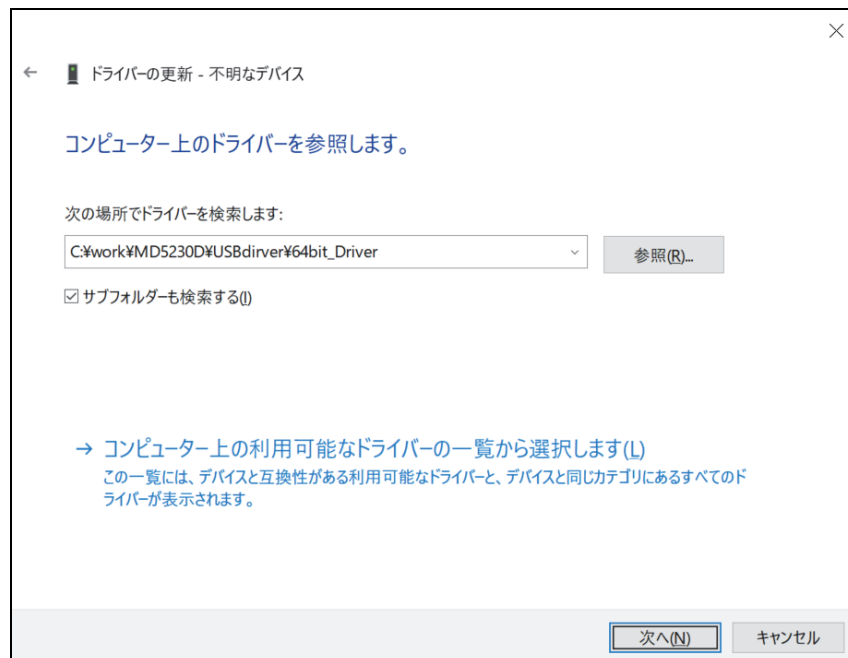 ドライバーの更新 - 不明なデバイス
コンピューター上のドライバーを参照します。
次の場所でドライバーを検索します:
C:¥work¥MD5230D¥USBdirver¥64bit_Driver
参照(R)...
サブフォルダーも検索する(I)
→ コンピューター上の利用可能なドライバーの一覧から選択します(L)
この一覧には、デバイスと互換性がある利用可能なドライバーと、デバイスと同じカテゴリにあるすべてのド
ライバーが表示されます。
次へ(N)
キャンセル